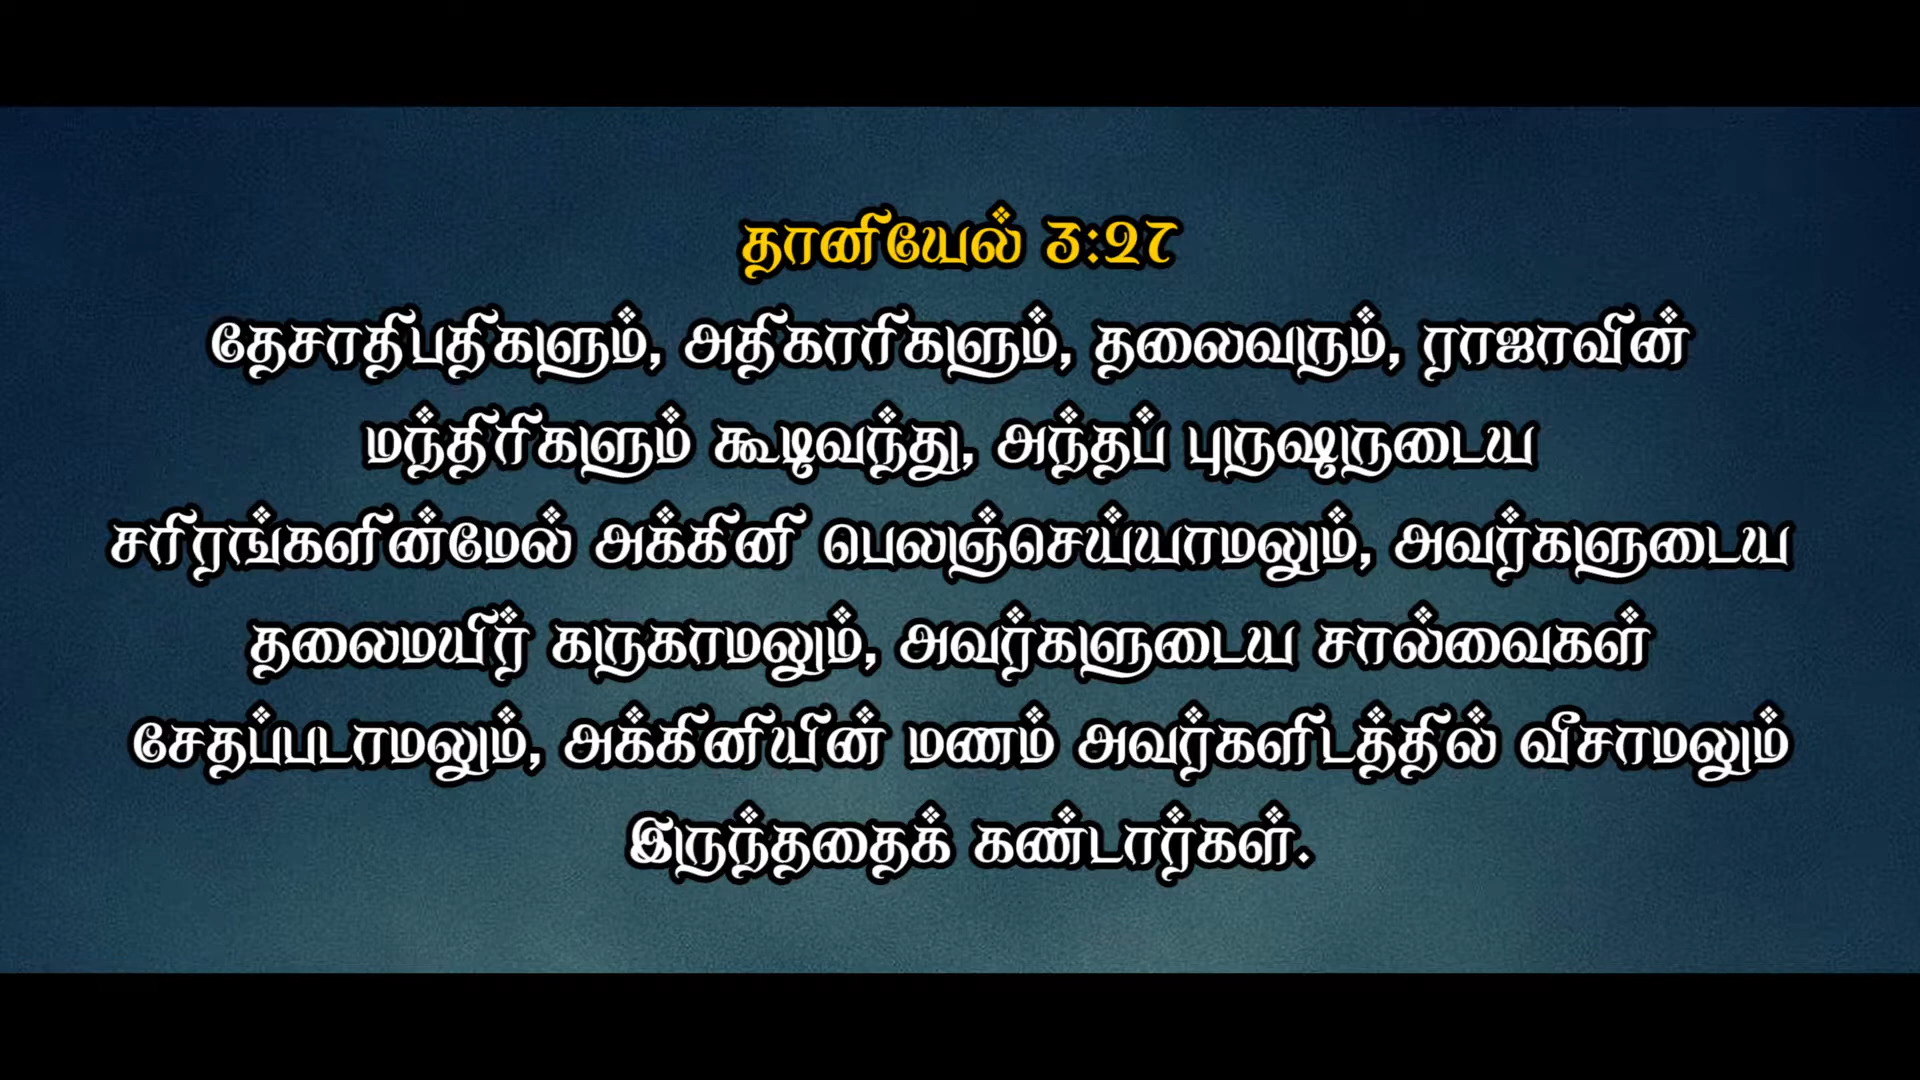 தானியேல் 3:27
தேசாதிபதிகளும், அதிகாரிகளும், தலைவரும், ராஜாவின்
மந்திரிகளும் கூடிவந்து, அந்தப் புருஷருடைய
சரிரங்களின்மேல் அக்கினி பெலஞ்செய்யாமலும், அவர்களுடைய
தலைமயிர் கருகாமலும், அவர்களுடைய சால்வைகள்
சேதப்படாமலும், அக்கினியின் மணம் அவர்களிடத்தில் வீசாமலும்
இருந்ததைக் கண்டார்கள்.